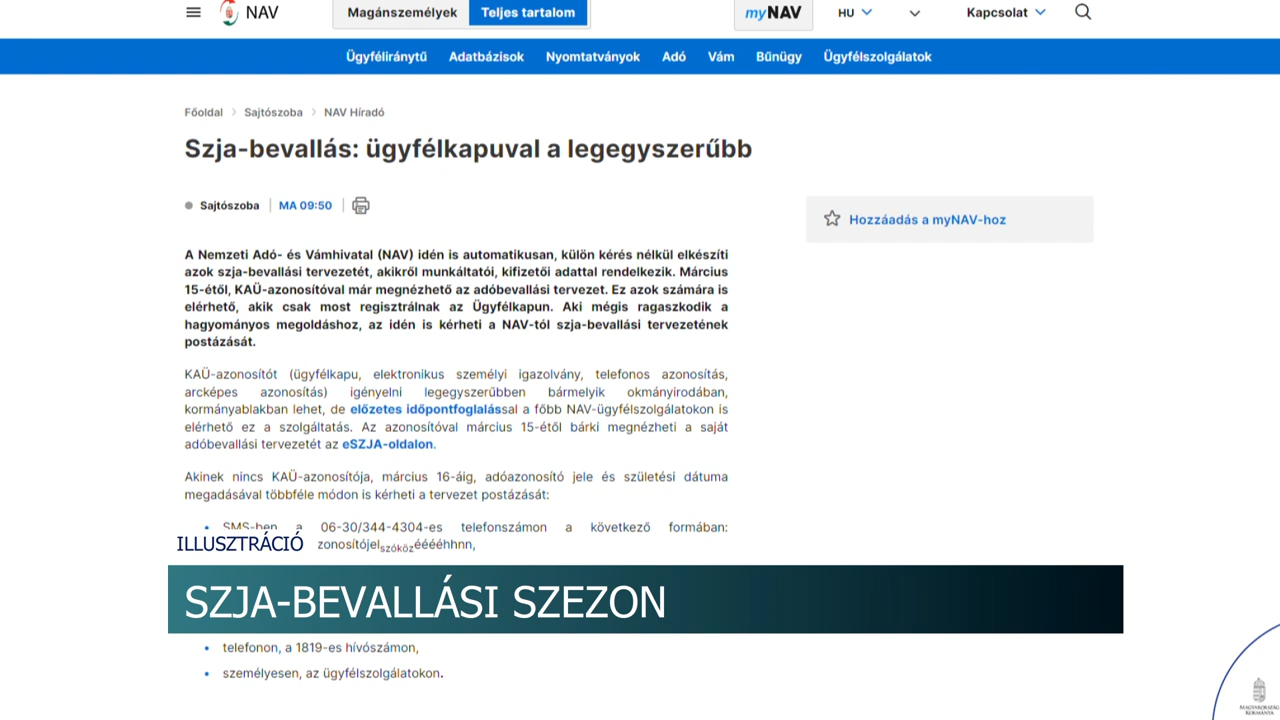 NAV
Magánszemélyek
Teljes tartalom
myNAV
HU
Kapcsolat
Ügyféliránytű
Adatbázisok
Nyomtatványok
Adó
Vám
Bűnügy
Ügyfélszolgálatok
Főoldal
Sajtószoba
NAV Híradó
Szja-bevallás: ügyfélkapuval a legegyszerűbb
Sajtószoba
MA 09:50
Hozzáadás a myNAV-hoz
A Nemzeti Adó- és Vámhivatal (NAV) idén is automatikusan, külön kérés nélkül elkészíti
azok szja-bevallási tervezetét, akikről munkáltatói, kifizetői adattal rendelkezik. Március
15-étől, KAÜ-azonosítóval már megnézhető az adóbevallási tervezet. Ez azok számára is
elérhető, akik csak most regisztrálnak az Ügyfélkapun. Aki mégis ragaszkodik a
hagyományos megoldáshoz, az idén is kérheti a NAV-tól szja-bevallási tervezetének
postázását.
KAÜ-azonosítót (ügyfélkapu, elektronikus személyi igazolvány, telefonos azonosítás,
arcképes azonosítás) igényelni legegyszerűbben bármelyik okmányirodában,
kormányablakban lehet, de előzetes időpontfoglalással a főbb NAV-ügyfélszolgálatokon is
elérhető ez a szolgáltatás. Az azonosítóval március 15-étől bárki megnézheti a saját
adóbevallási tervezetét az eSZJA-oldalon.
Akinek nincs KAÜ-azonosítója, március 16-áig, adóazonosító jele és születési dátuma
megadásával többféle módon is kérheti a tervezet postázását:
• SMS-ben a 06-30/344-4304-es telefonszámon a következő formában:
zonosítójelszóközééééhhnn,
ILLUSZTRÁCIÓ
SZJA-BEVALLÁSI SZEZON
• telefonon, a 1819-es hívószámon,
• személyesen, az ügyfélszolgálatokon.
MAGYARORSZÁG
KORMÁNYA